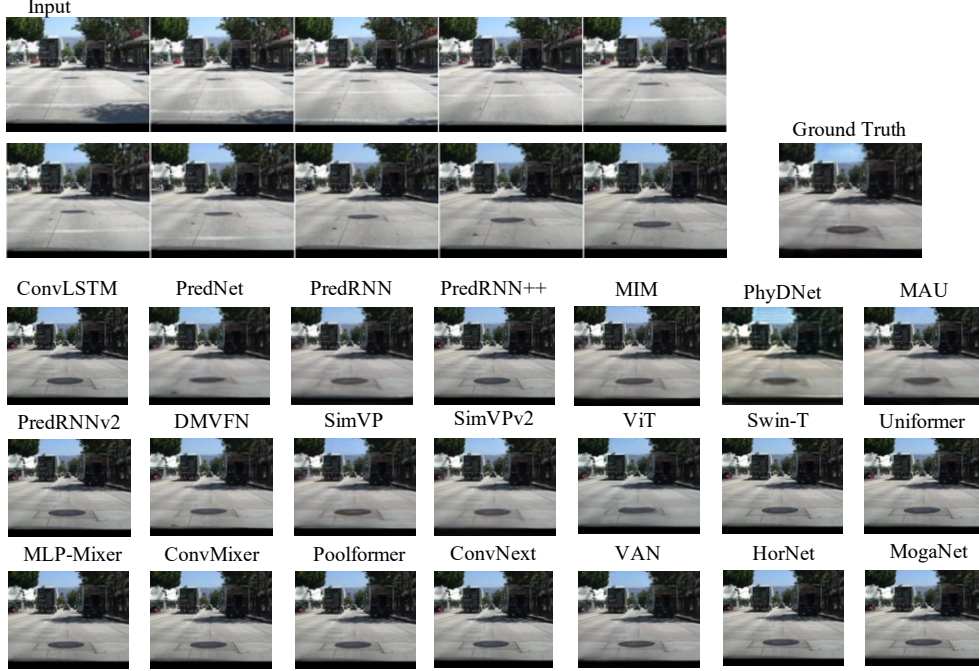 Input
Ground Truth
ConvLSTM PredNet PredRNN PredRNN++ MIM PhyDNet MAU
PredRNNv2 DMVFN SimVP SimVPv2 ViT Swin-T Uniformer
MLP-Mixer ConvMixer Poolformer ConvNext VAN HorNet MogaNet